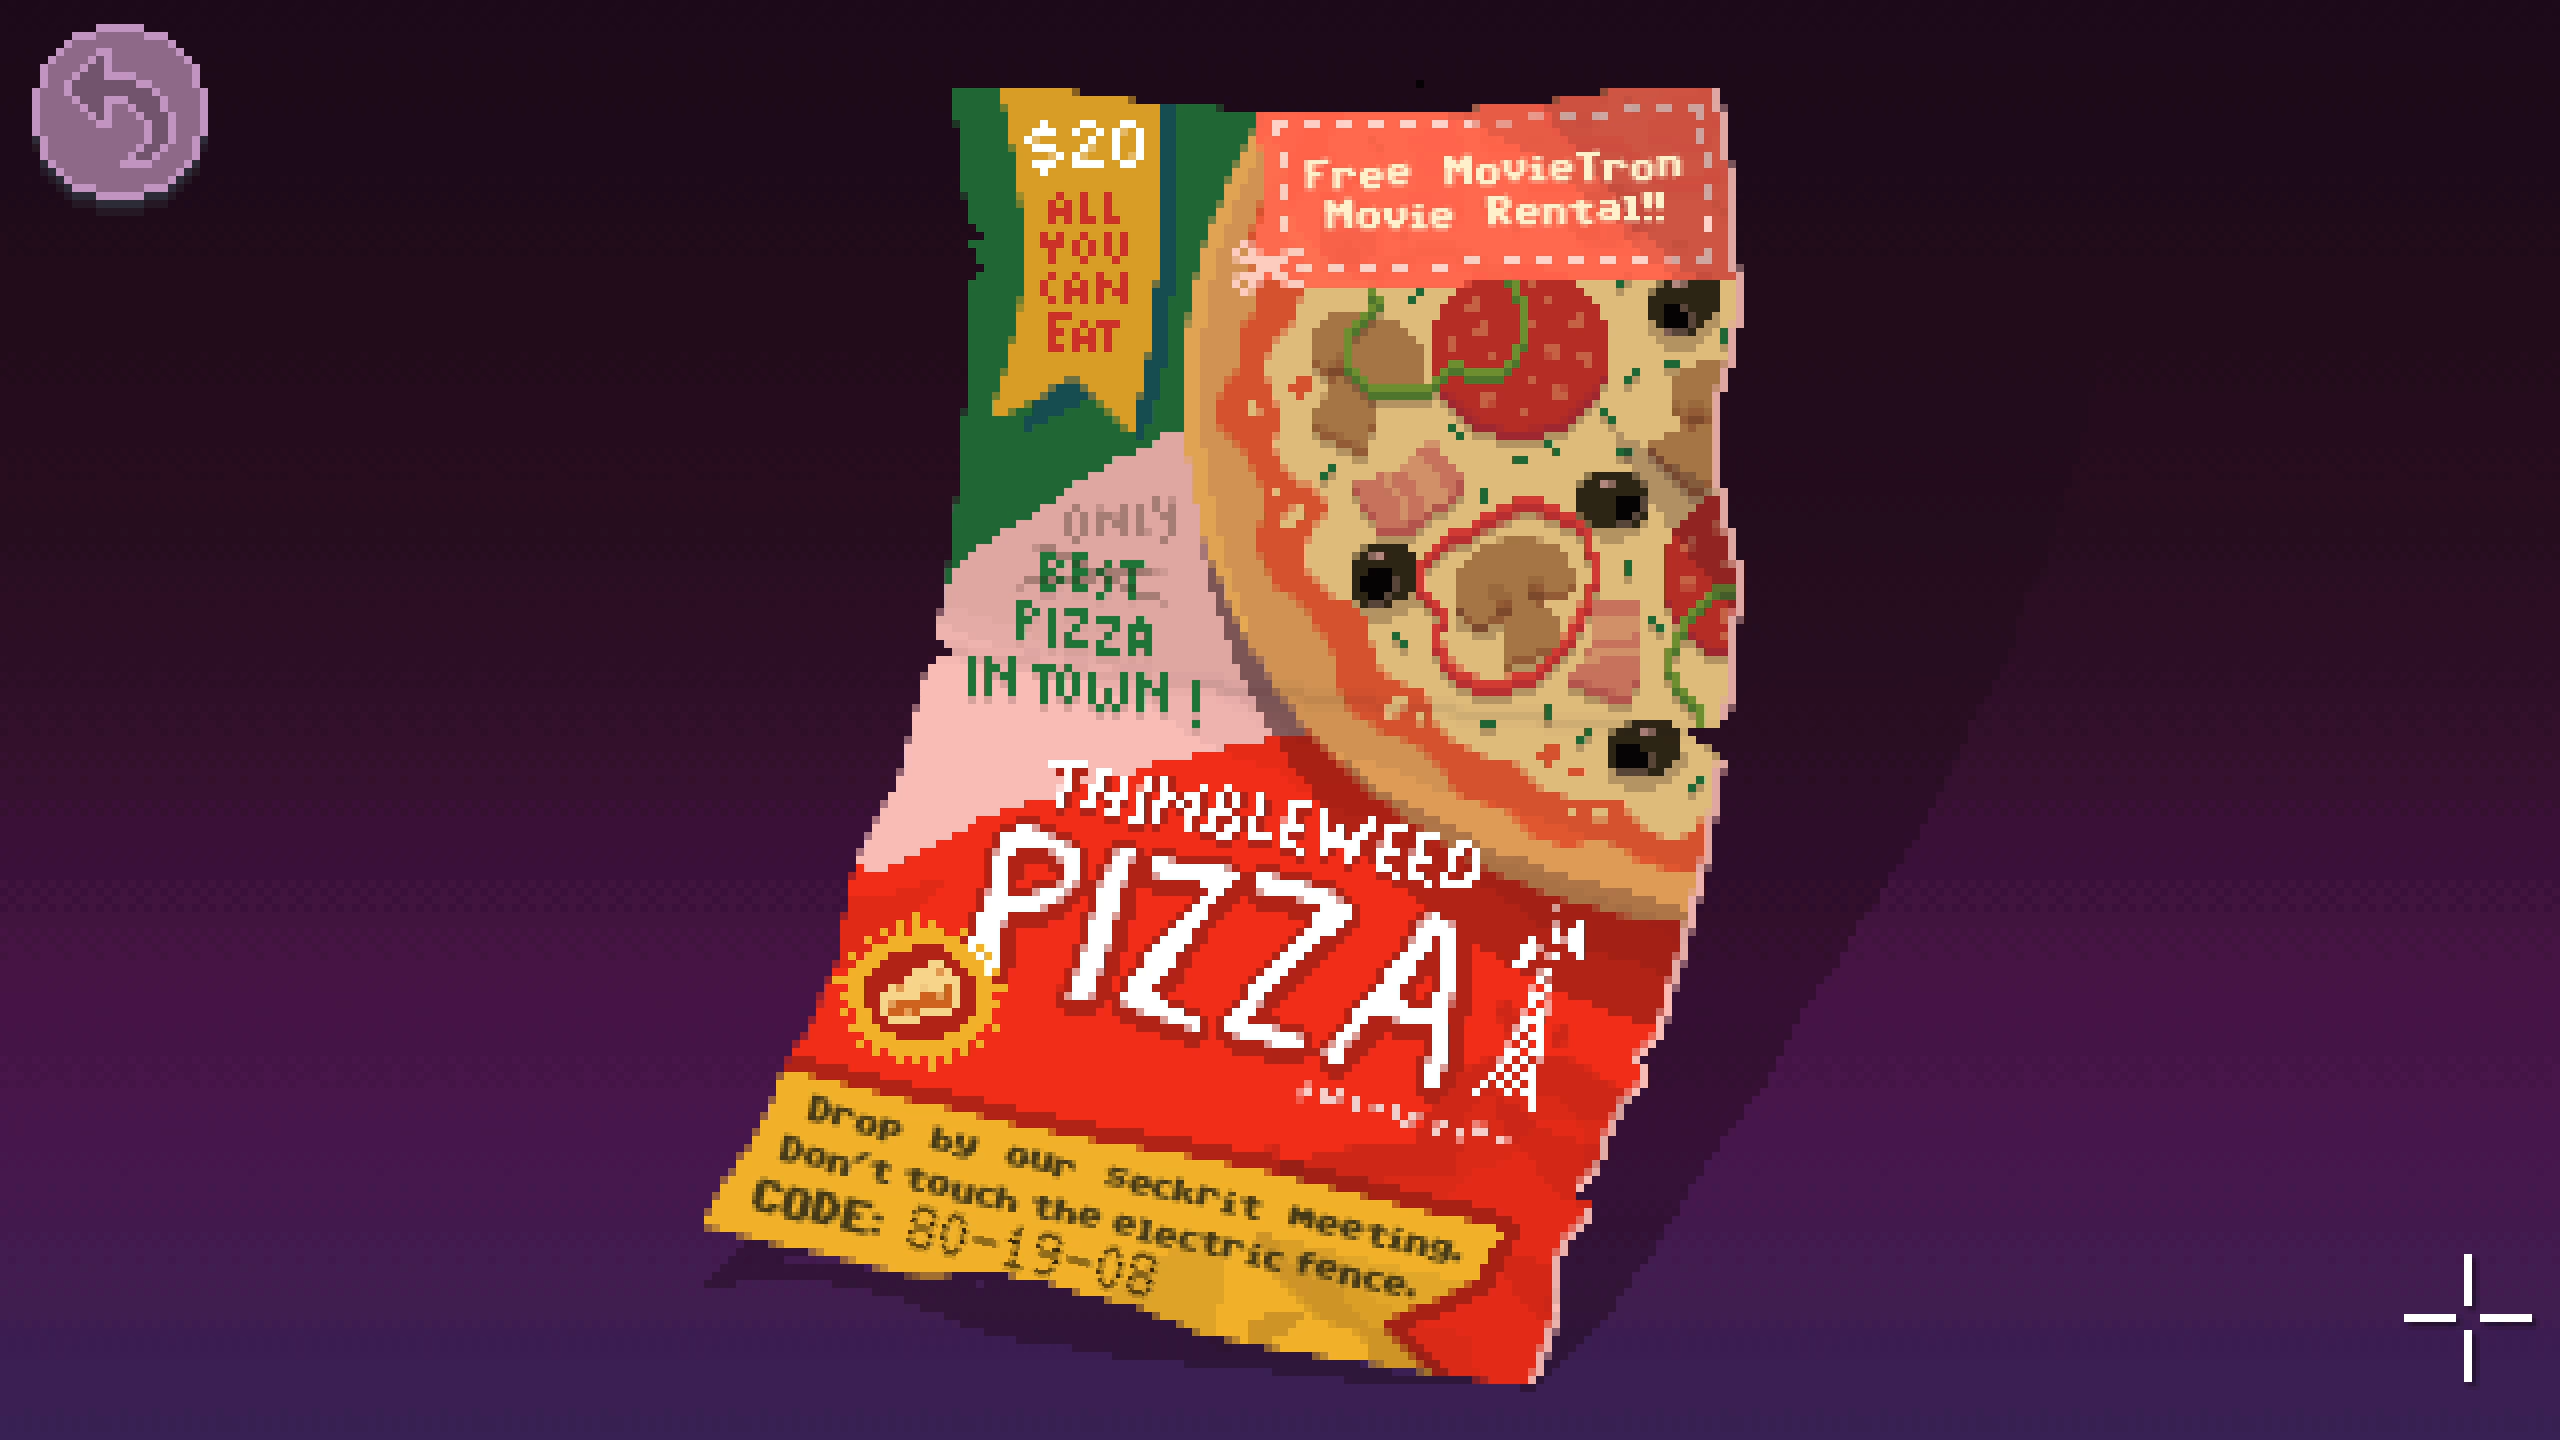 $20
ALL
YOU
CAN
EAT
Free MovieTron
Movie Rental!!
ONLY
BEST
PIZZA
IN TOWN!
THIMBLEWEED
PIZZA
Drop by our seckrit meeting.
Don't touch the electric fence.
CODE: 80-19-08